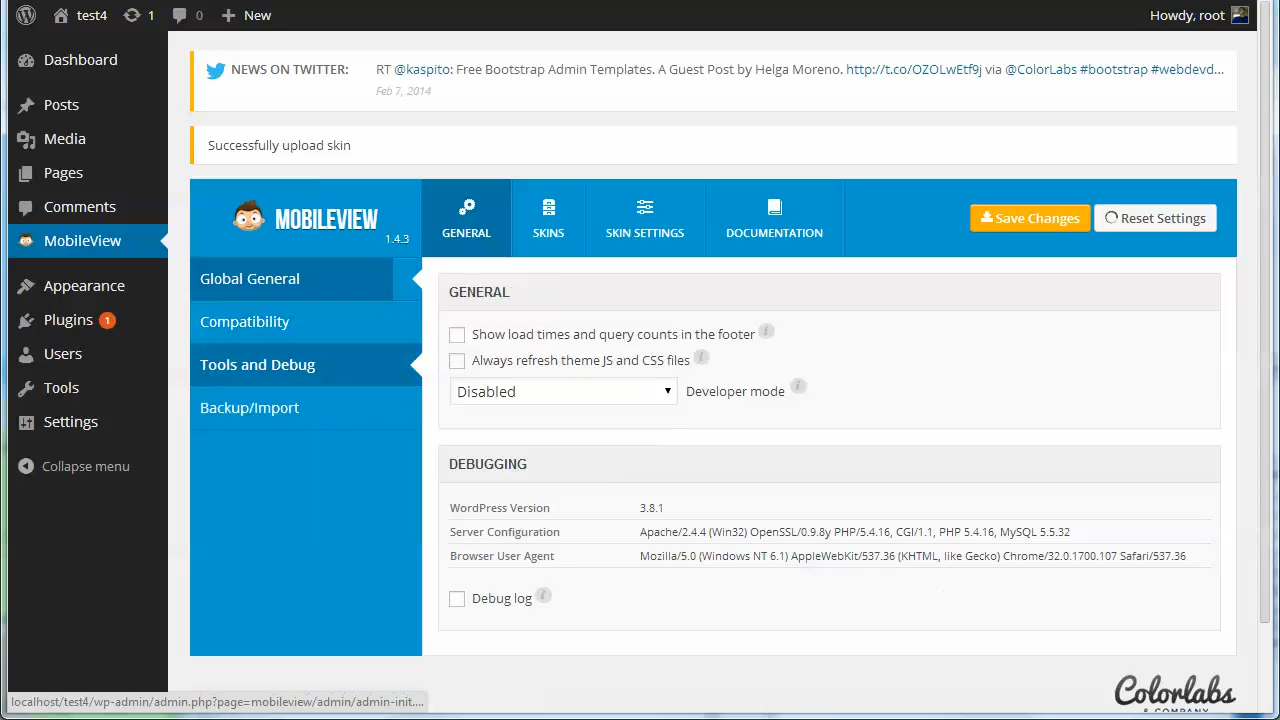 test4
1
0
New
Howdy, root
Dashboard
Posts
Media
Pages
Comments
MobileView
Appearance
Plugins 1
Users
Tools
Settings
Collapse menu
NEWS ON TWITTER:
RT @kaspito: Free Bootstrap Admin Templates. A Guest Post by Helga Moreno. http://t.co/OZOLwEtf9j via @ColorLabs #bootstrap #webdevd...
Feb 7, 2014
Successfully upload skin
MOBILEVIEW
1.4.3
GENERAL
SKINS
SKIN SETTINGS
DOCUMENTATION
Save Changes
Reset Settings
Global General
Compatibility
Tools and Debug
Backup/Import
GENERAL
Show load times and query counts in the footer
Always refresh theme JS and CSS files
Disabled
Developer mode
DEBUGGING
WordPress Version 3.8.1
Server Configuration Apache/2.4.4 (Win32) OpenSSL/0.9.8y PHP/5.4.16, CGI/1.1, PHP 5.4.16, MySQL 5.5.32
Browser User Agent Mozilla/5.0 (Windows NT 6.1) AppleWebKit/537.36 (KHTML, like Gecko) Chrome/32.0.1700.107 Safari/537.36
Debug log
localhost/test4/wp-admin/admin.php?page=mobileview/admin/admin-init....
Colorlabs
& COMPANY